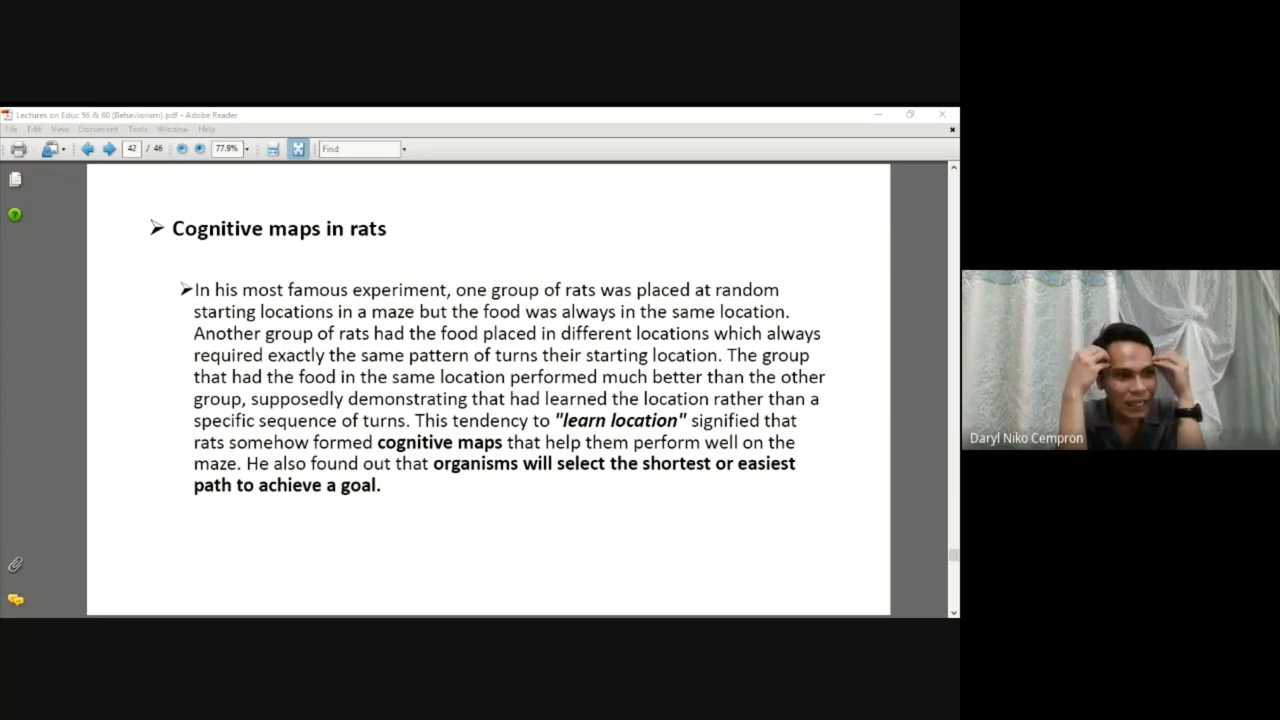 Lectures on Educ 56 & 60 (Behaviorism).pdf - Adobe Reader
File Edit View Document Tools Window Help
42 / 46 77.9% Find
Cognitive maps in rats
In his most famous experiment, one group of rats was placed at random
starting locations in a maze but the food was always in the same location.
Another group of rats had the food placed in different locations which always
required exactly the same pattern of turns their starting location. The group
that had the food in the same location performed much better than the other
group, supposedly demonstrating that had learned the location rather than a
specific sequence of turns. This tendency to "learn location" signified that
rats somehow formed cognitive maps that help them perform well on the
maze. He also found out that organisms will select the shortest or easiest
path to achieve a goal.
Daryl Niko Cempron